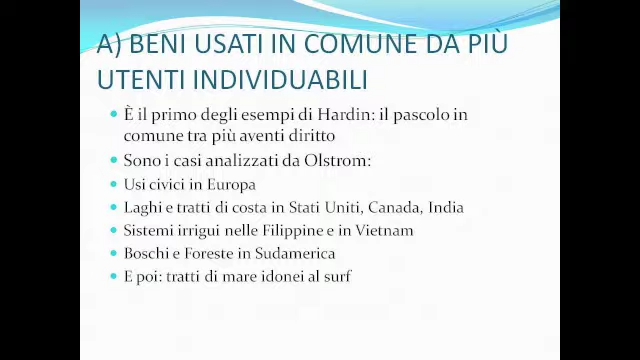 A) BENI USATI IN COMUNE DA PIÙ
UTENTI INDIVIDUABILI
È il primo degli esempi di Hardin: il pascolo in
comune tra più aventi diritto
Sono i casi analizzati da Olstrom:
Usi civici in Europa
Laghi e tratti di costa in Stati Uniti, Canada, India
Sistemi irrigui nelle Filippine e in Vietnam
Boschi e Foreste in Sudamerica
E poi: tratti di mare idonei al surf